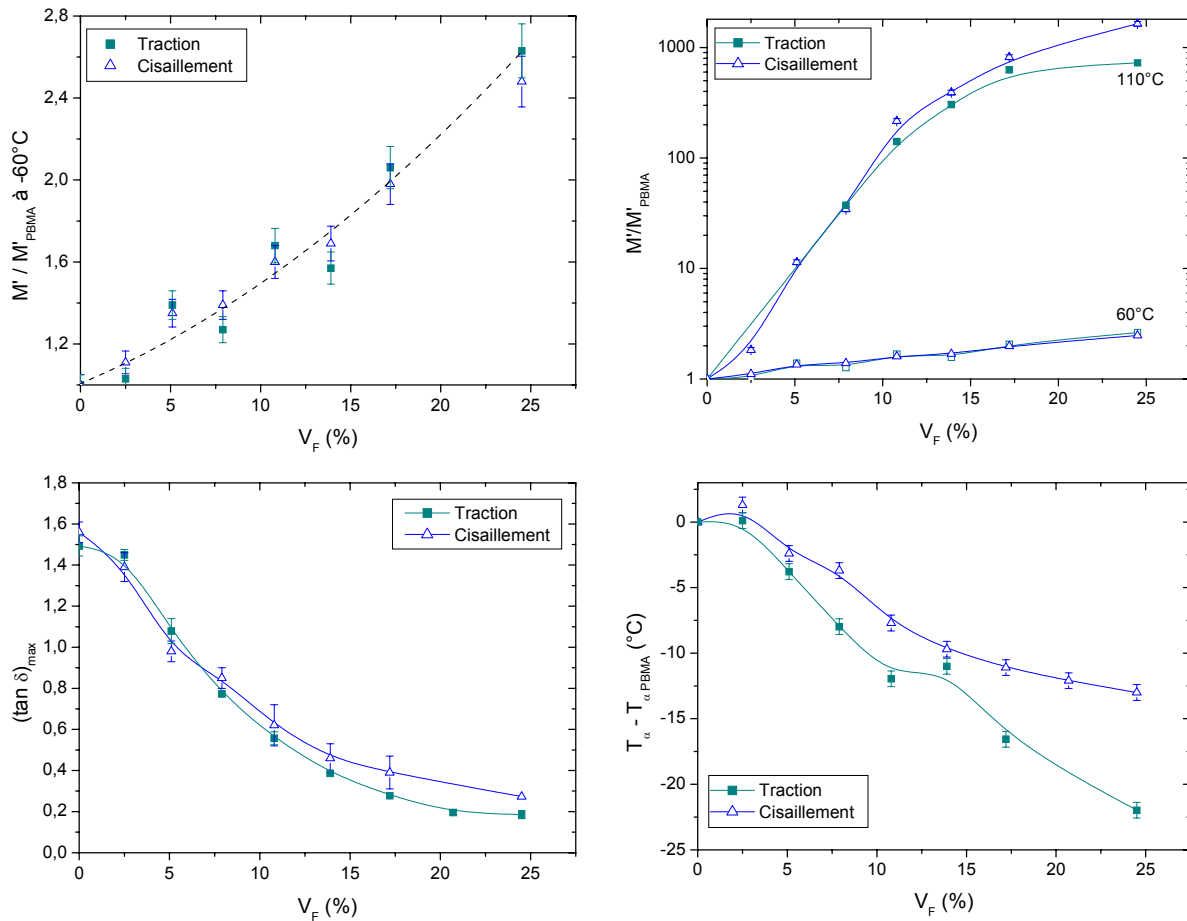 M' / M'PBMA à -60°C
2,8
2,4
2,0
1,6
1,2
Traction
Cisaillement
0
5
10
15
20
25
VF (%)
M'/M'PBMA
1000
100
10
1
Traction
Cisaillement
110°C
60°C
0
5
10
15
20
25
VF (%)
(tan δ)max
1,8
1,6
1,4
1,2
1,0
0,8
0,6
0,4
0,2
0,0
Traction
Cisaillement
0
5
10
15
20
25
VF (%)
Tα - Tα PBMA (°C)
0
-5
-10
-15
-20
-25
Traction
Cisaillement
0
5
10
15
20
25
VF (%)